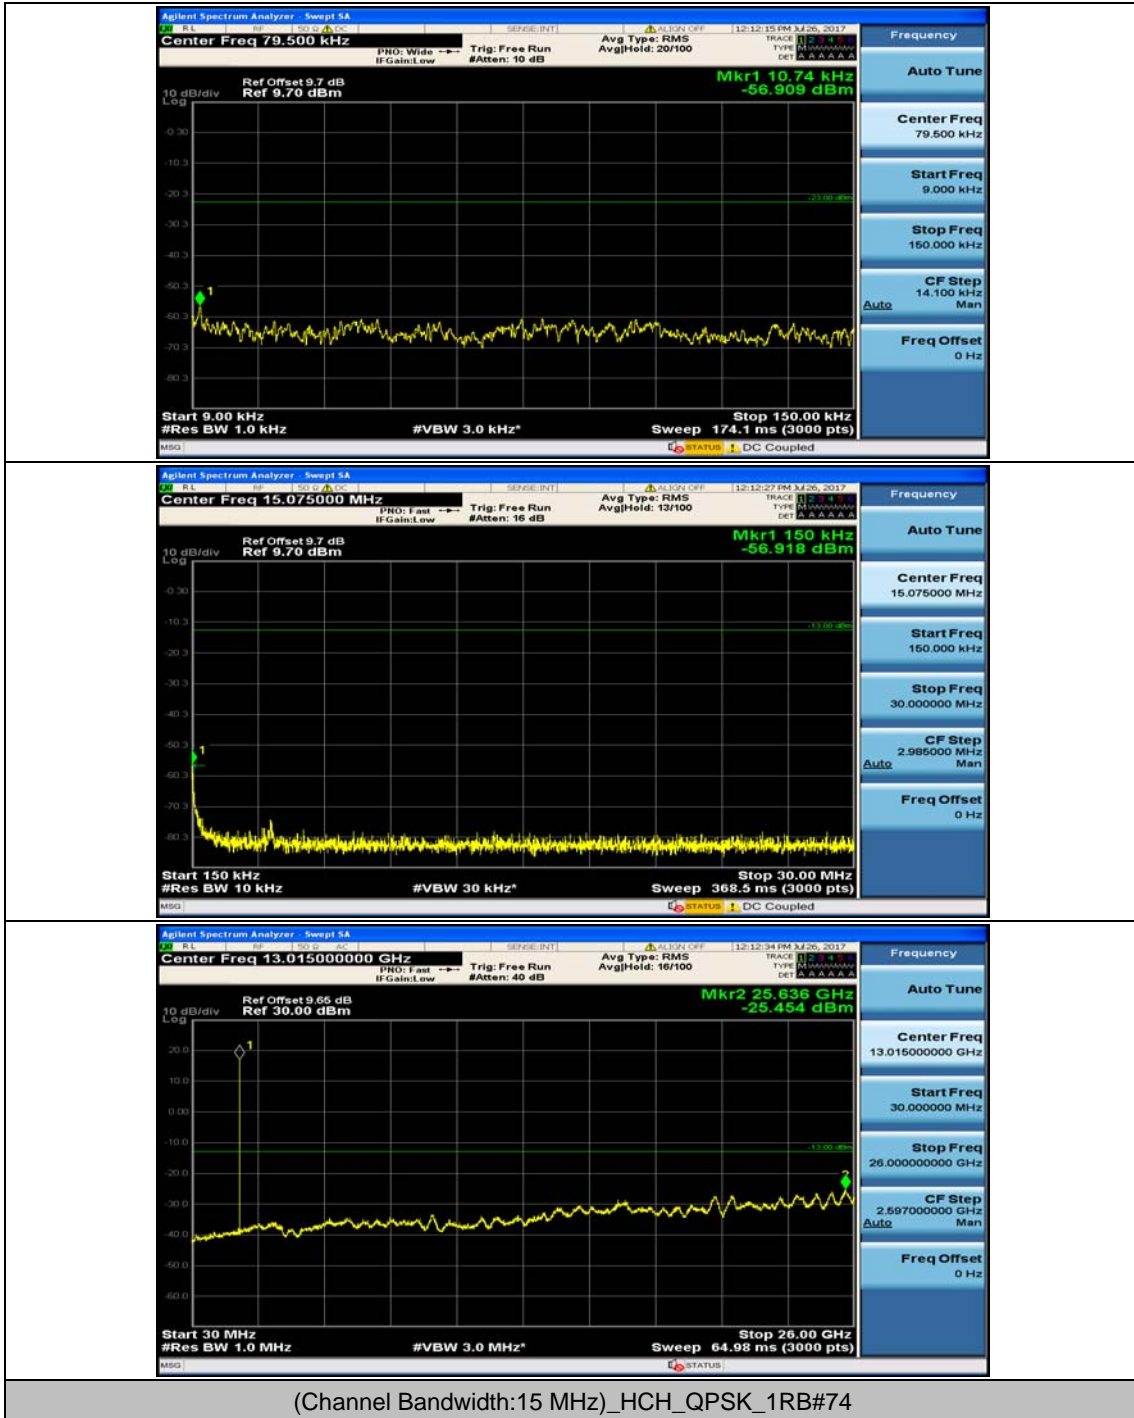 Agilent Spectrum Analyzer - Swept SA
RL RF 50 Ω DC SENSE:INT ALIGN OFF 12:12:15 PM Jul 26, 2017
Center Freq 79.500 kHz
PNO: Wide Trig: Free Run Avg Type: RMS TRACE 1 2 3 4 5 6
IFGain:Low #Atten: 10 dB Avg|Hold: 20/100 TYPE M
DET A A A A A A
Ref Offset 9.7 dB Mkr1 10.74 kHz
10 dB/div Ref 9.70 dBm -56.909 dBm
Log
-0.30
-10.3
-20.3
-23.00 dBm
-30.3
-40.3
-50.3
1
-60.3
-70.3
-80.3
Start 9.00 kHz Stop 150.00 kHz
#Res BW 1.0 kHz #VBW 3.0 kHz* Sweep 174.1 ms (3000 pts)
MSG STATUS DC Coupled
Frequency
Auto Tune
Center Freq
79.500 kHz
Start Freq
9.000 kHz
Stop Freq
150.000 kHz
CF Step
14.100 kHz
Auto Man
Freq Offset
0 Hz
Agilent Spectrum Analyzer - Swept SA
RL RF 50 Ω DC SENSE:INT ALIGN OFF 12:12:27 PM Jul 26, 2017
Center Freq 15.075000 MHz
PNO: Fast Trig: Free Run Avg Type: RMS TRACE 1 2 3 4 5 6
IFGain:Low #Atten: 16 dB Avg|Hold: 13/100 TYPE M
DET A A A A A A
Ref Offset 9.7 dB Mkr1 150 kHz
10 dB/div Ref 9.70 dBm -56.918 dBm
Log
-0.30
-10.3
-13.00 dBm
-20.3
-30.3
-40.3
-50.3
1
-60.3
-70.3
-80.3
Start 150 kHz Stop 30.00 MHz
#Res BW 10 kHz #VBW 30 kHz* Sweep 368.5 ms (3000 pts)
MSG STATUS DC Coupled
Frequency
Auto Tune
Center Freq
15.075000 MHz
Start Freq
150.000 kHz
Stop Freq
30.000000 MHz
CF Step
2.985000 MHz
Auto Man
Freq Offset
0 Hz
Agilent Spectrum Analyzer - Swept SA
RL RF 50 Ω AC SENSE:INT ALIGN OFF 12:12:34 PM Jul 26, 2017
Center Freq 13.015000000 GHz
PNO: Fast Trig: Free Run Avg Type: RMS TRACE 1 2 3 4 5 6
IFGain:Low #Atten: 40 dB Avg|Hold: 16/100 TYPE M
DET A A A A A A
Ref Offset 9.65 dB Mkr2 25.636 GHz
10 dB/div Ref 30.00 dBm -25.454 dBm
Log
20.0
1
10.0
0.00
-10.0
-13.00 dBm
-20.0
2
-30.0
-40.0
-50.0
-60.0
Start 30 MHz Stop 26.00 GHz
#Res BW 1.0 MHz #VBW 3.0 MHz* Sweep 64.98 ms (3000 pts)
MSG STATUS
Frequency
Auto Tune
Center Freq
13.015000000 GHz
Start Freq
30.000000 MHz
Stop Freq
26.000000000 GHz
CF Step
2.597000000 GHz
Auto Man
Freq Offset
0 Hz
(Channel Bandwidth:15 MHz)_HCH_QPSK_1RB#74